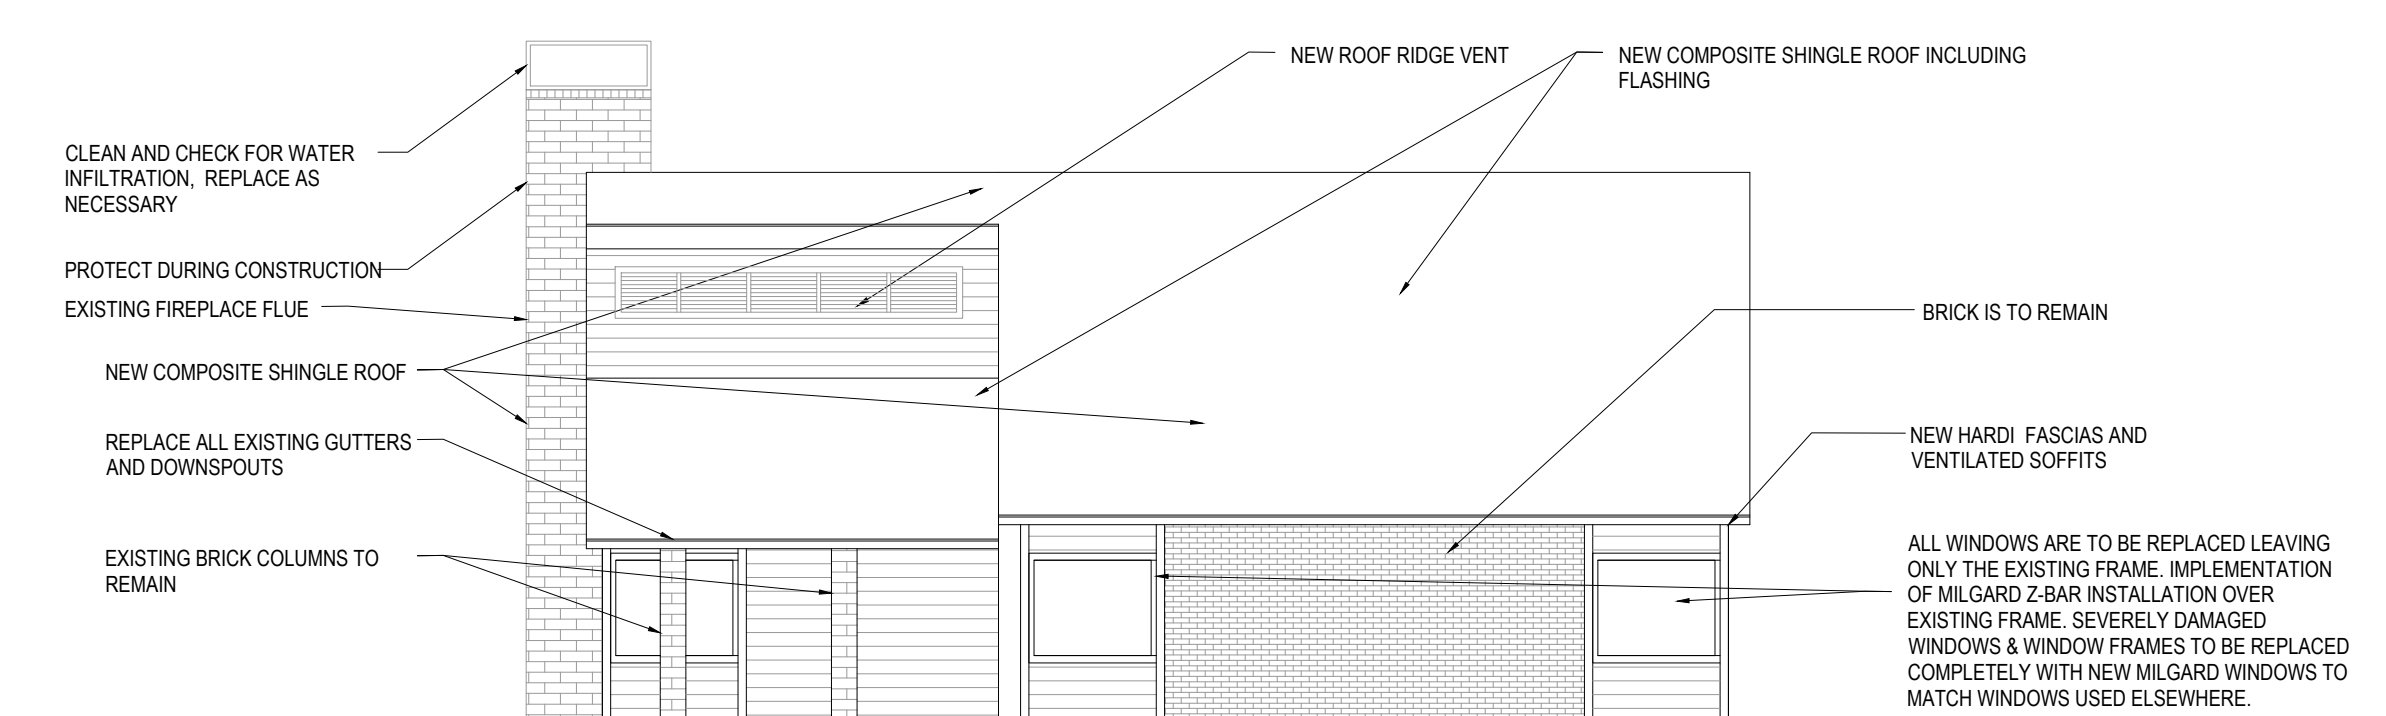 NEW ROOF RIDGE VENT
NEW COMPOSITE SHINGLE ROOF INCLUDING
FLASHING
CLEAN AND CHECK FOR WATER
INFILTRATION,  REPLACE AS
NECESSARY
PROTECT DURING CONSTRUCTION
EXISTING FIREPLACE FLUE
NEW COMPOSITE SHINGLE ROOF
REPLACE ALL EXISTING GUTTERS
AND DOWNSPOUTS
EXISTING BRICK COLUMNS TO
REMAIN
BRICK IS TO REMAIN
NEW HARDI  FASCIAS AND
VENTILATED SOFFITS
ALL WINDOWS ARE TO BE REPLACED LEAVING
ONLY THE EXISTING FRAME. IMPLEMENTATION
OF MILGARD Z-BAR INSTALLATION OVER
EXISTING FRAME. SEVERELY DAMAGED
WINDOWS & WINDOW FRAMES TO BE REPLACED
COMPLETELY WITH NEW MILGARD WINDOWS TO
MATCH WINDOWS USED ELSEWHERE.